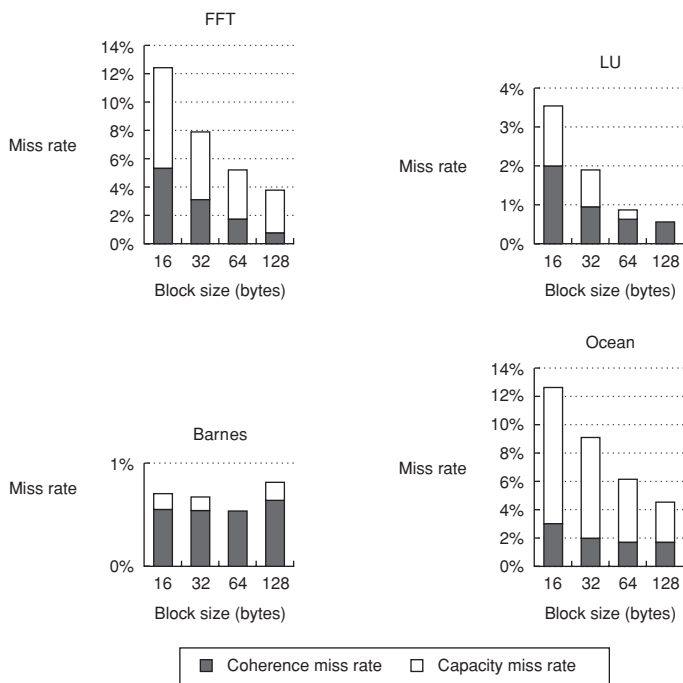 FFT
14%
12%
10%
8%
6%
4%
2%
0%
Miss rate
16 32 64 128
Block size (bytes)
LU
4%
3%
2%
1%
0%
Miss rate
16 32 64 128
Block size (bytes)
Barnes
1%
0%
Miss rate
16 32 64 128
Block size (bytes)
Ocean
14%
12%
10%
8%
6%
4%
2%
0%
Miss rate
16 32 64 128
Block size (bytes)
Coherence miss rate Capacity miss rate